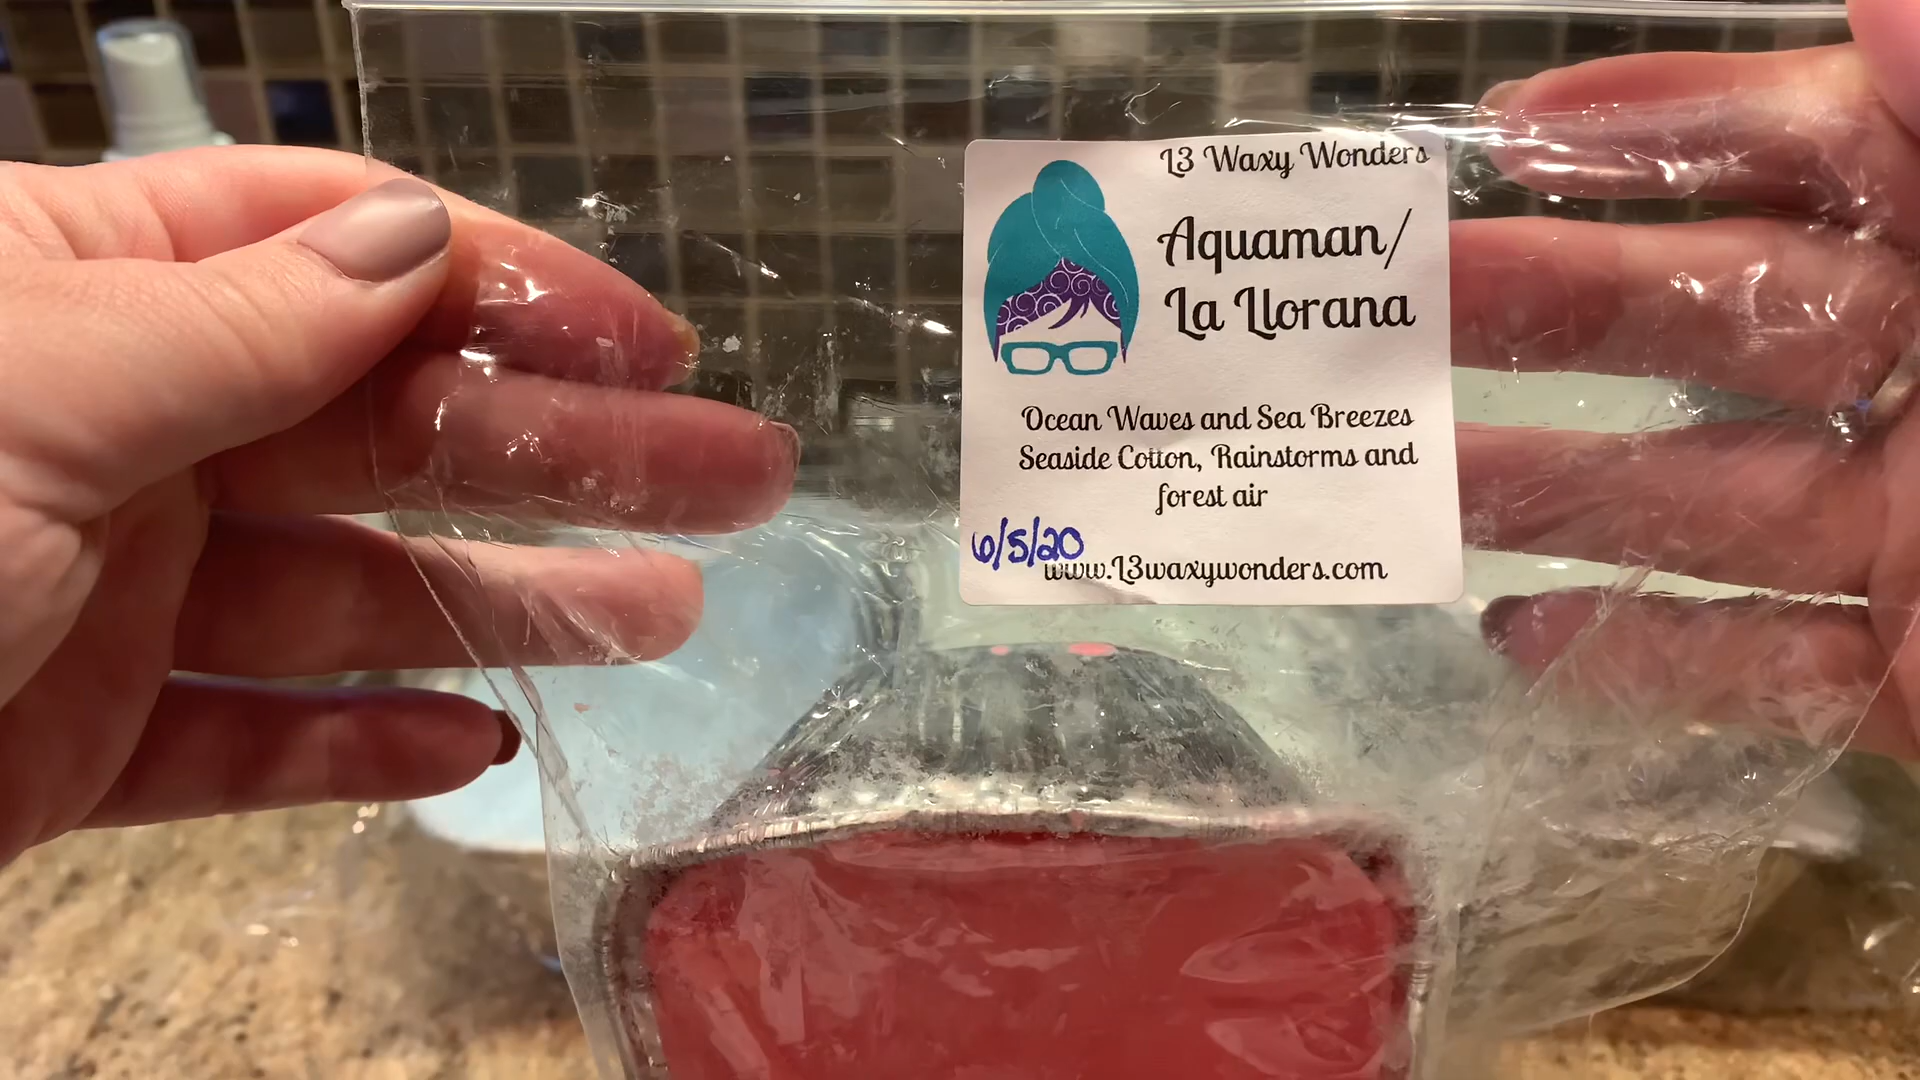 L3 Waxy Wonders
Aquaman/
La Llorana
Ocean Waves and Sea Breezes
Seaside Cotton, Rainstorms and
forest air
6/5/20
www.L3waxywonders.com